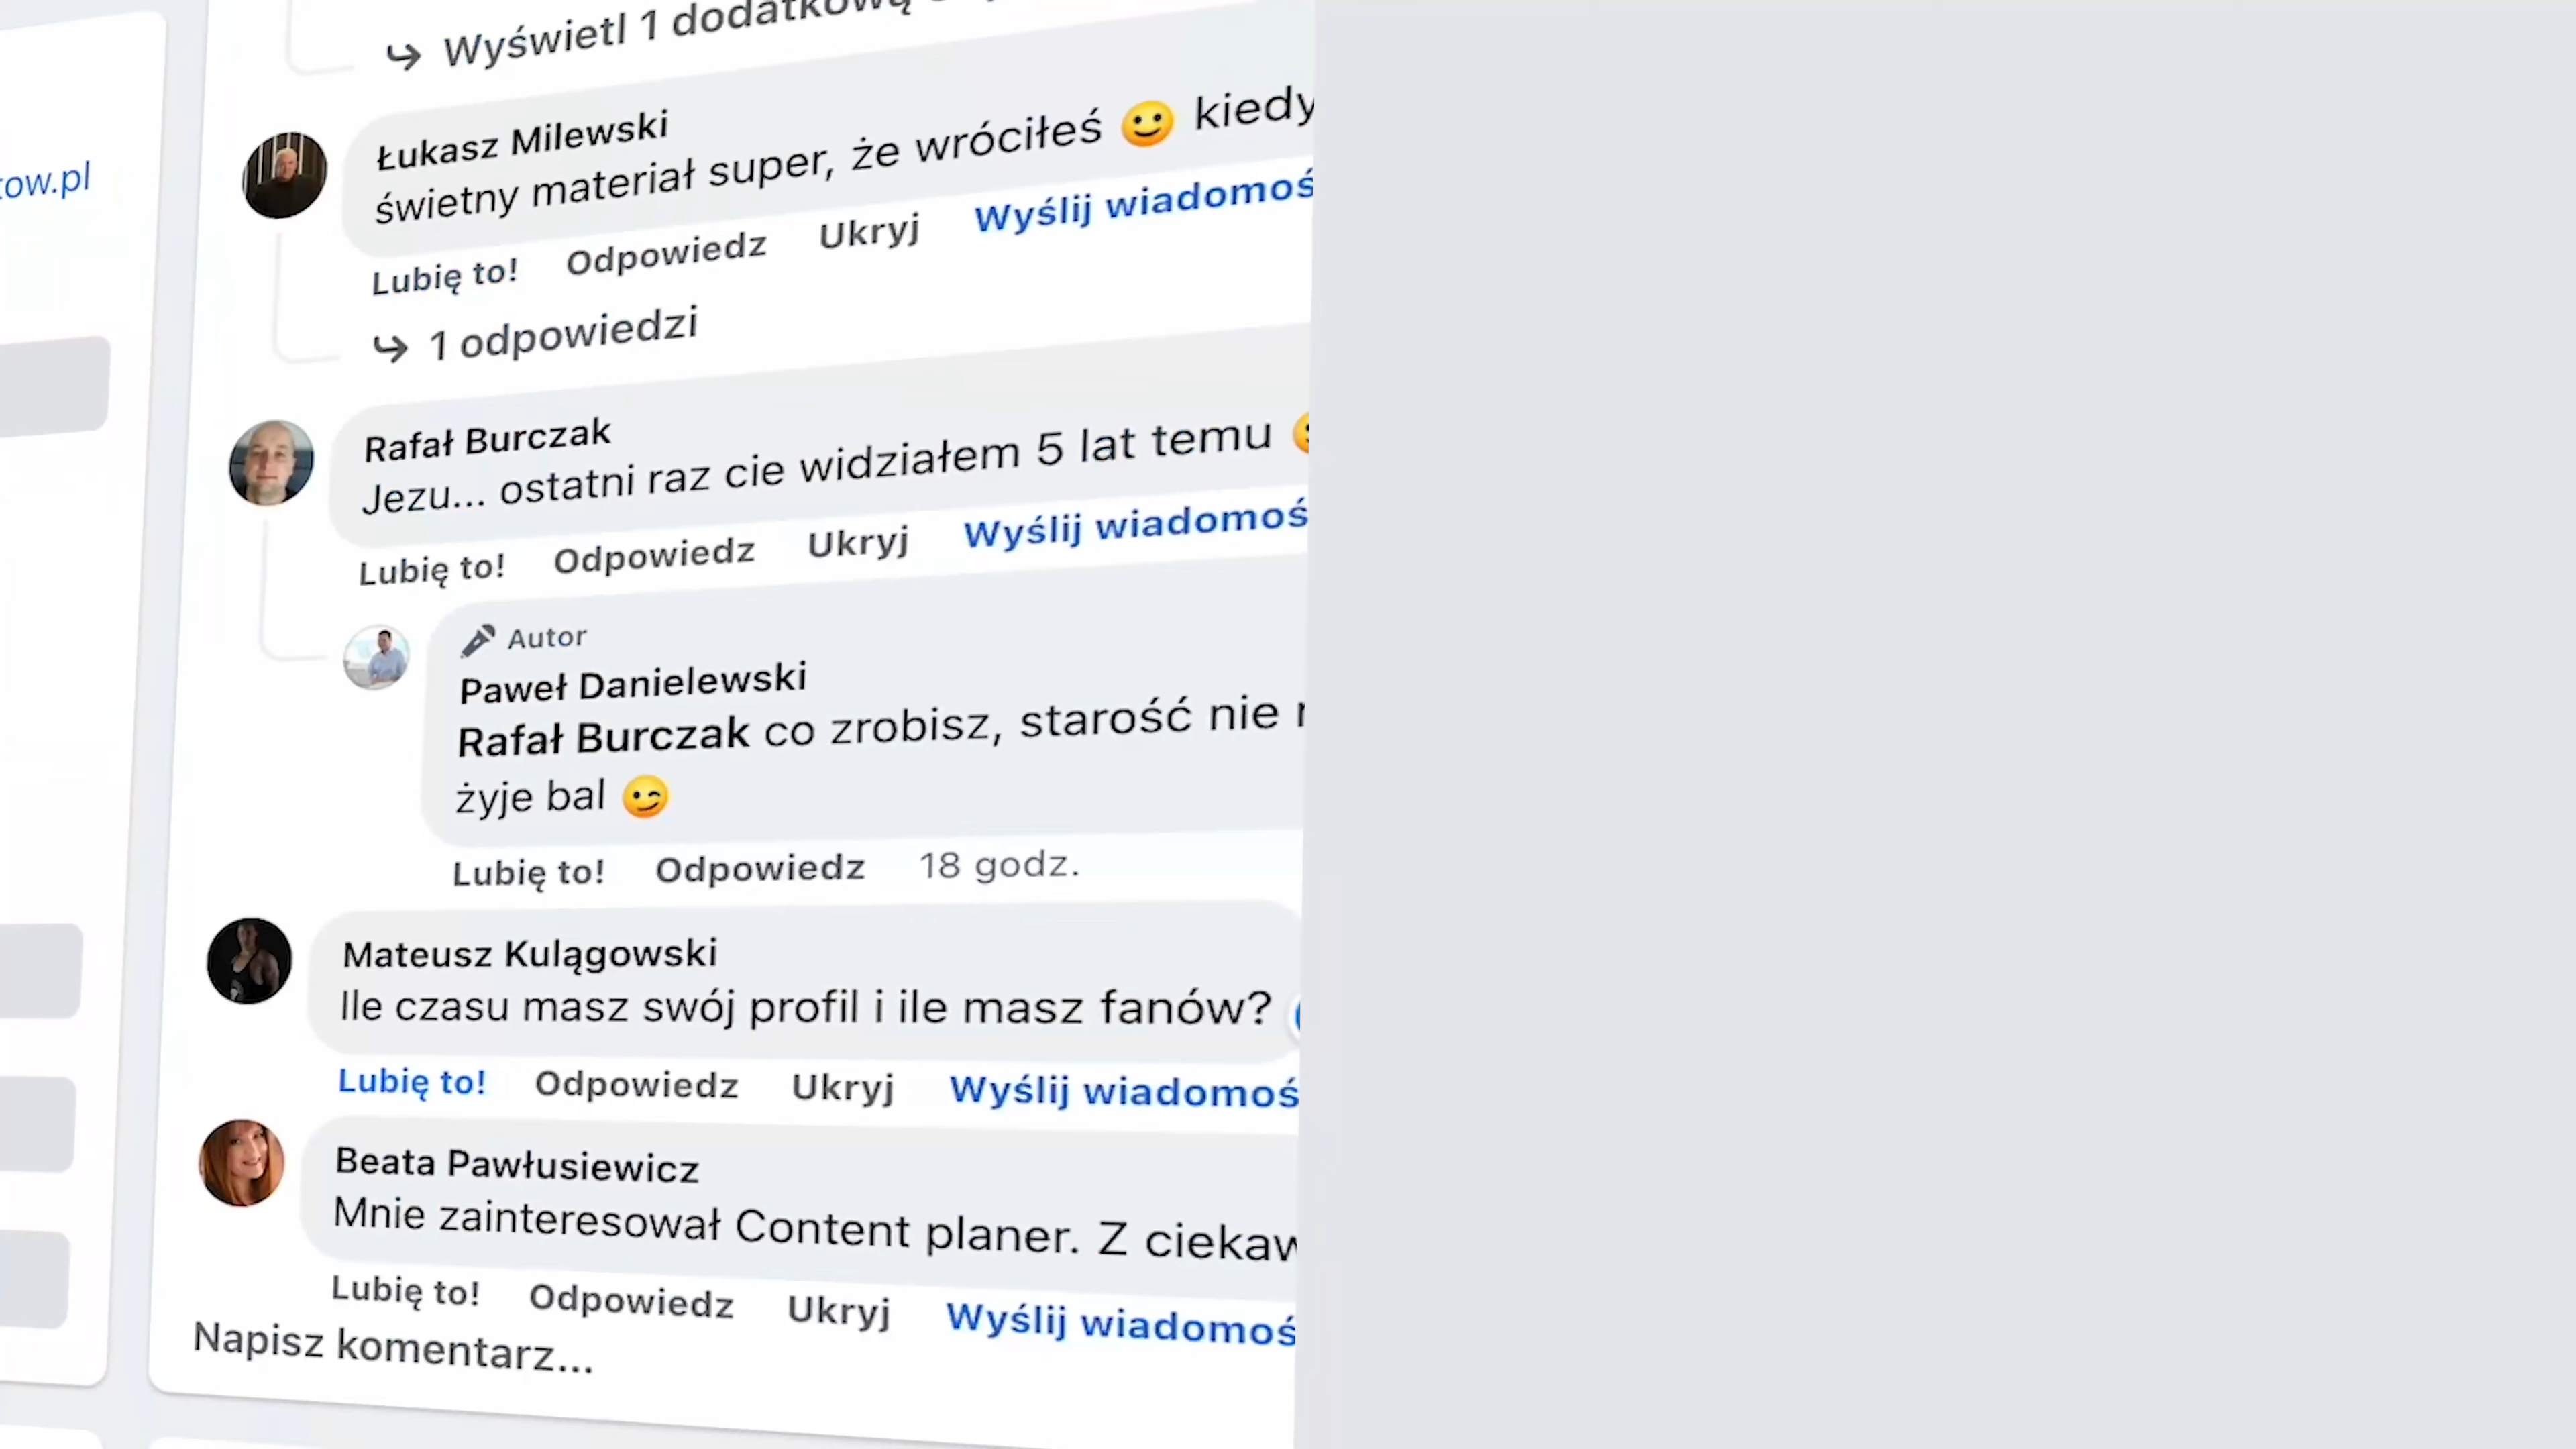 Wyświetl 1 dodatkową
tow.pl
Łukasz Milewski
świetny materiał super, że wróciłeś 🙂 kiedy
Lubię to! Odpowiedz Ukryj Wyślij wiadomoś
1 odpowiedzi
Rafał Burczak
Jezu... ostatni raz cie widziałem 5 lat temu
Lubię to! Odpowiedz Ukryj Wyślij wiadomoś
Autor
Paweł Danielewski
Rafał Burczak co zrobisz, starość nie
żyje bal 😉
Lubię to! Odpowiedz 18 godz.
Mateusz Kulągowski
Ile czasu masz swój profil i ile masz fanów?
Lubię to! Odpowiedz Ukryj Wyślij wiadomoś
Beata Pawłusiewicz
Mnie zainteresował Content planer. Z ciekaw
Lubię to! Odpowiedz Ukryj Wyślij wiadomoś
Napisz komentarz...